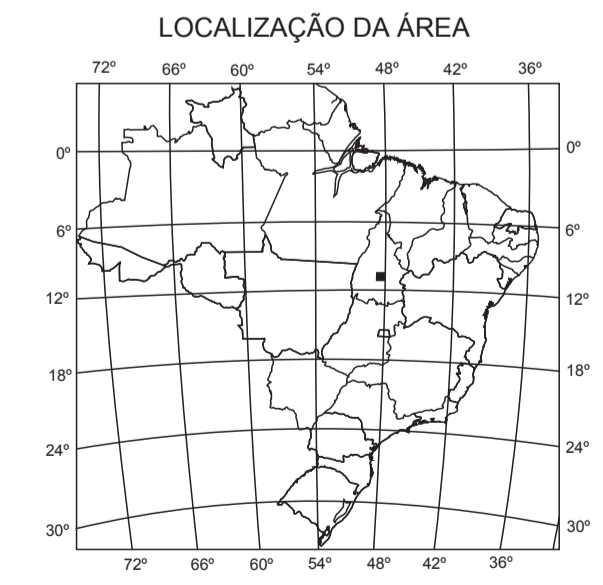 LOCALIZAÇÃO DA ÁREA
72º 66º 60º 54º 48º 42º 36º
0º 0º
6º 6º
12º 12º
18º 18º
24º 24º
30º 30º
72º 66º 60º 54º 48º 42º 36º